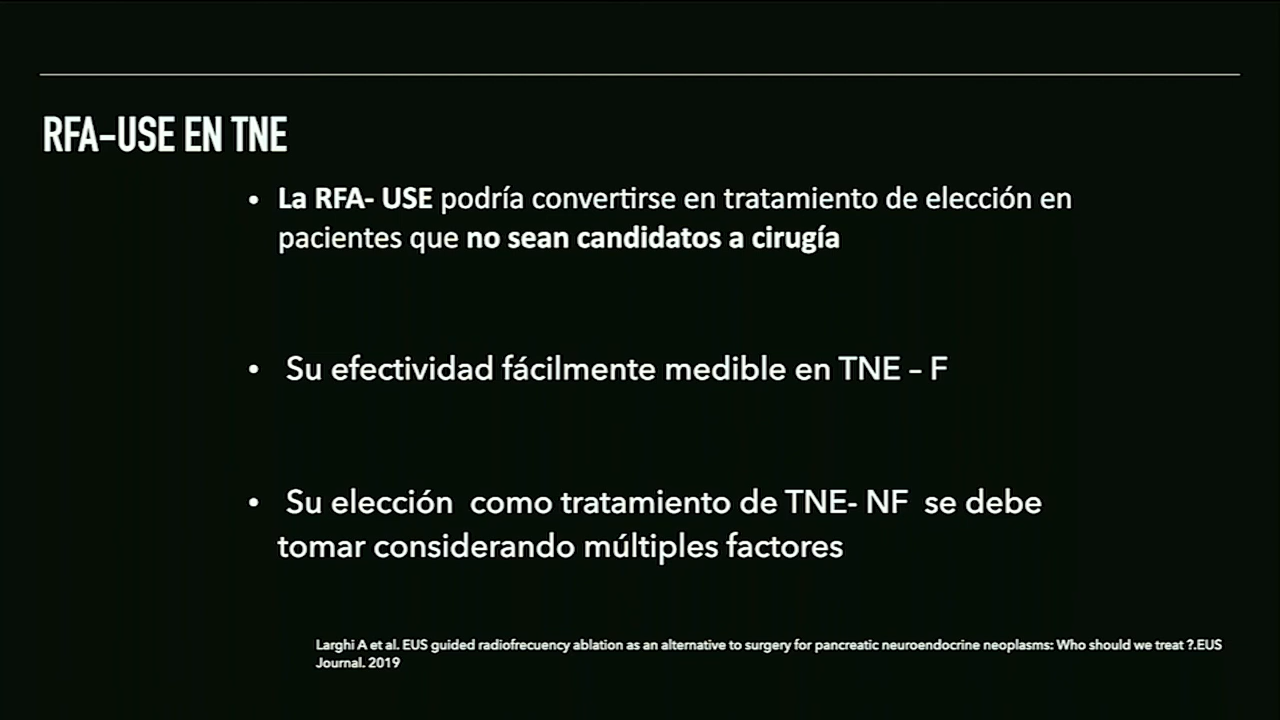 RFA-USE EN TNE
• La RFA- USE podría convertirse en tratamiento de elección en
pacientes que no sean candidatos a cirugía
• Su efectividad fácilmente medible en TNE – F
• Su elección como tratamiento de TNE- NF se debe
tomar considerando múltiples factores
Larghi A et al. EUS guided radiofrecuency ablation as an alternative to surgery for pancreatic neuroendocrine neoplasms: Who should we treat ?.EUS
Journal. 2019